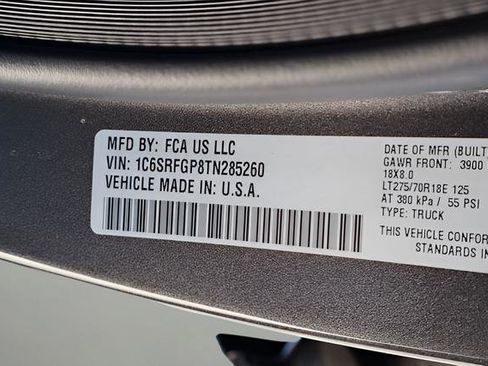 MFD BY: FCA US LLC
VIN: 1C6SRFGP8TN285260
VEHICLE MADE IN: U.S.A.
DATE OF MFR (BUILT)
GAWR FRONT: 3900
18X8.0
LT275/70R18E 125
AT 380 kPa / 55 PSI
TYPE: TRUCK
THIS VEHICLE CONFOR
STANDARDS IN